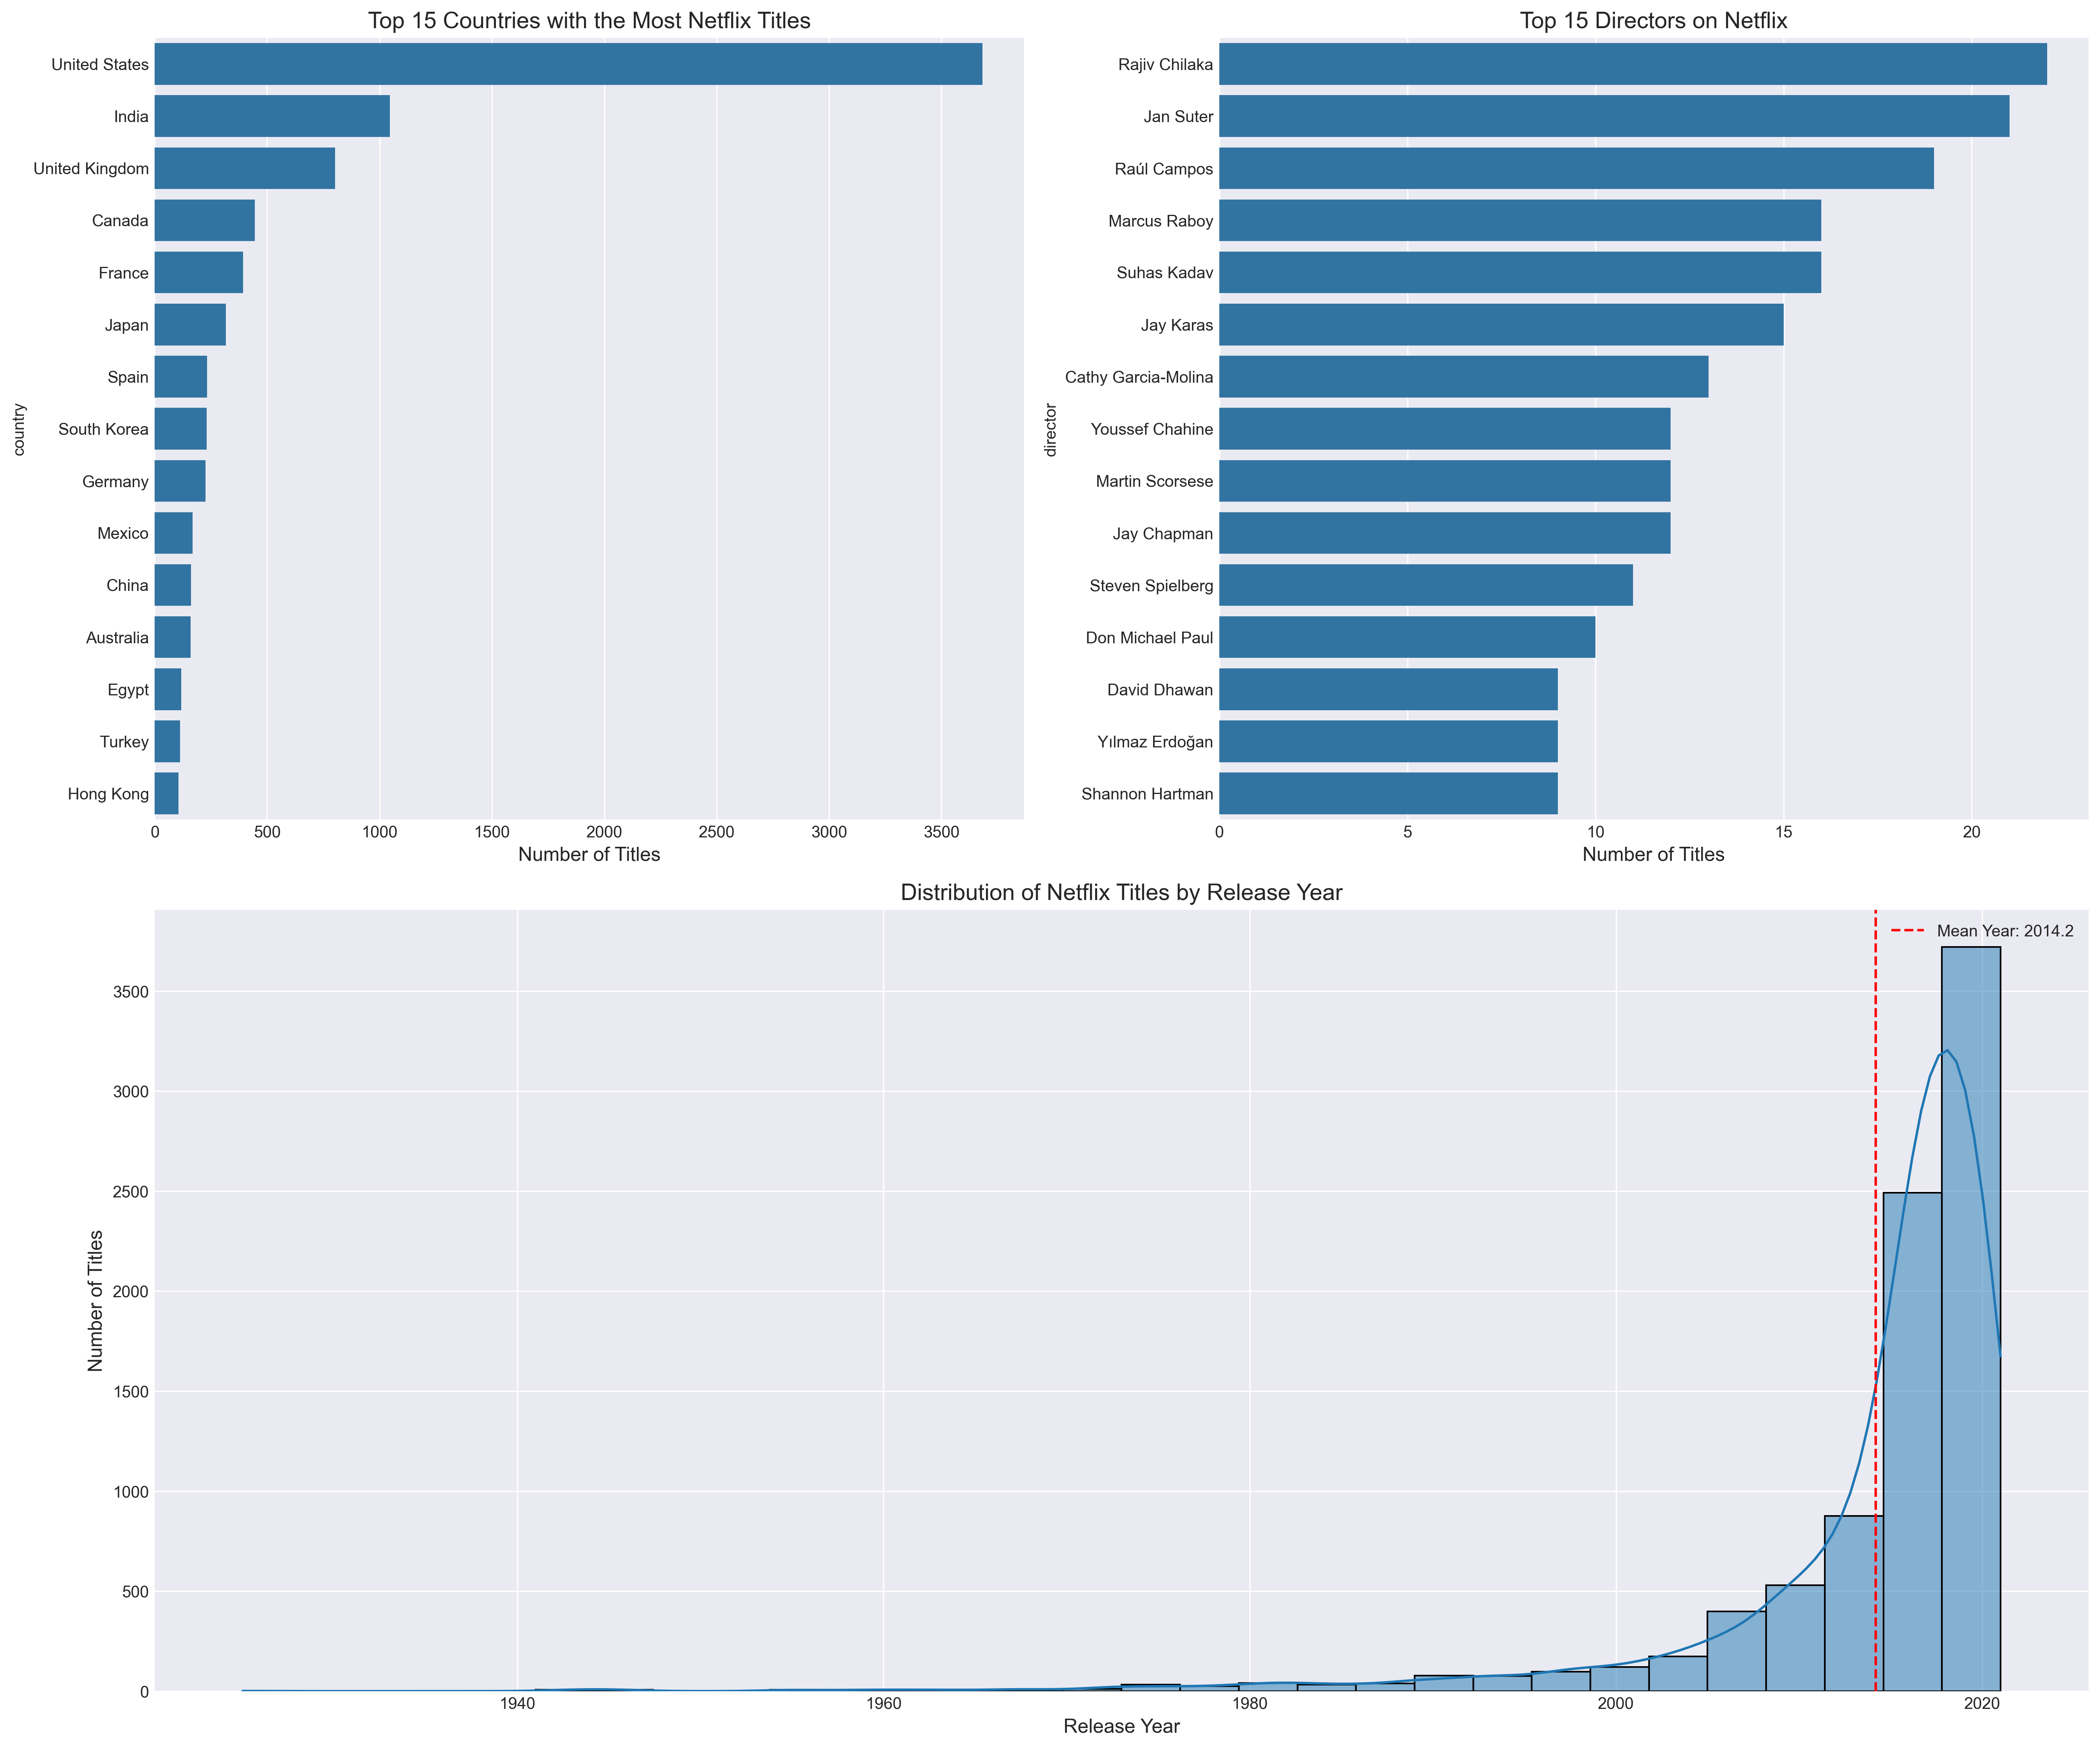 Top 15 Countries with the Most Netflix Titles
country
United States
India
United Kingdom
Canada
France
Japan
Spain
South Korea
Germany
Mexico
China
Australia
Egypt
Turkey
Hong Kong
0 500 1000 1500 2000 2500 3000 3500
Number of Titles
Top 15 Directors on Netflix
director
Rajiv Chilaka
Jan Suter
Raúl Campos
Marcus Raboy
Suhas Kadav
Jay Karas
Cathy Garcia-Molina
Youssef Chahine
Martin Scorsese
Jay Chapman
Steven Spielberg
Don Michael Paul
David Dhawan
Yılmaz Erdoğan
Shannon Hartman
0 5 10 15 20
Number of Titles
Distribution of Netflix Titles by Release Year
Mean Year: 2014.2
Number of Titles
3500
3000
2500
2000
1500
1000
500
0
1940 1960 1980 2000 2020
Release Year